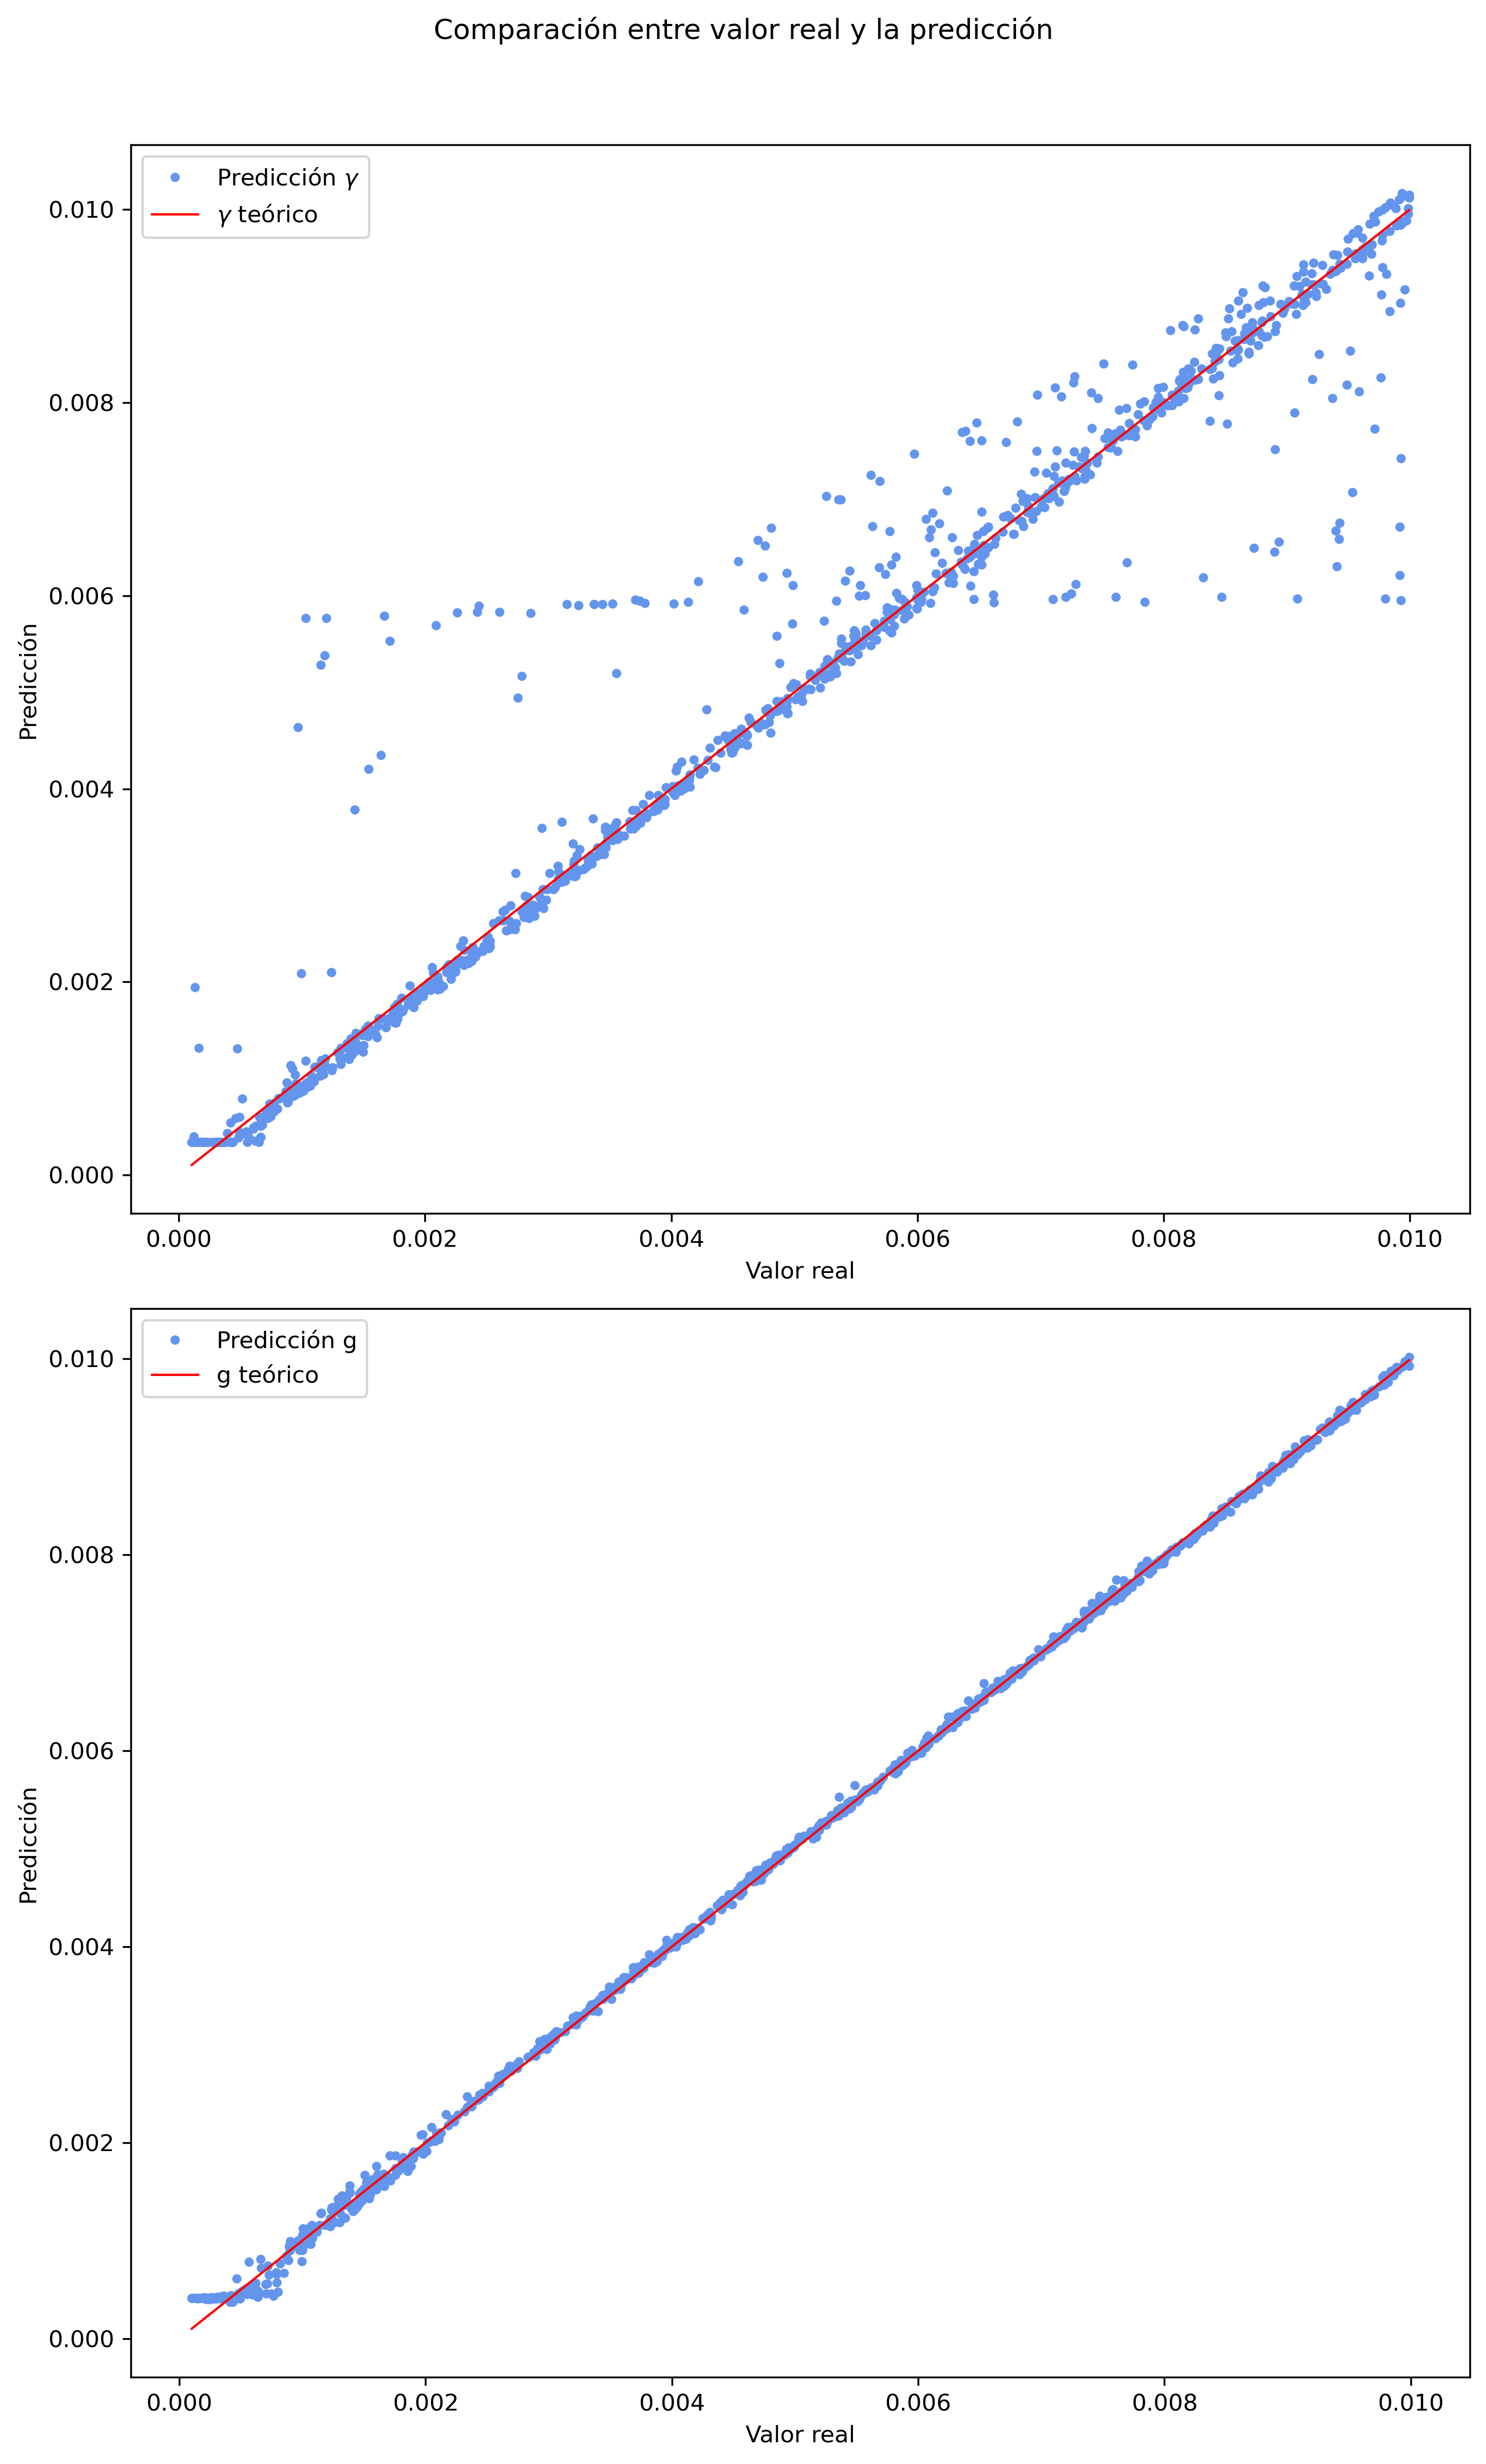 Comparación entre valor real y la predicción
Predicción γ
γ teórico
0.010
0.008
0.006
0.004
0.002
0.000
Predicción
0.000 0.002 0.004 0.006 0.008 0.010
Valor real
Predicción g
g teórico
0.010
0.008
0.006
0.004
0.002
0.000
Predicción
0.000 0.002 0.004 0.006 0.008 0.010
Valor real